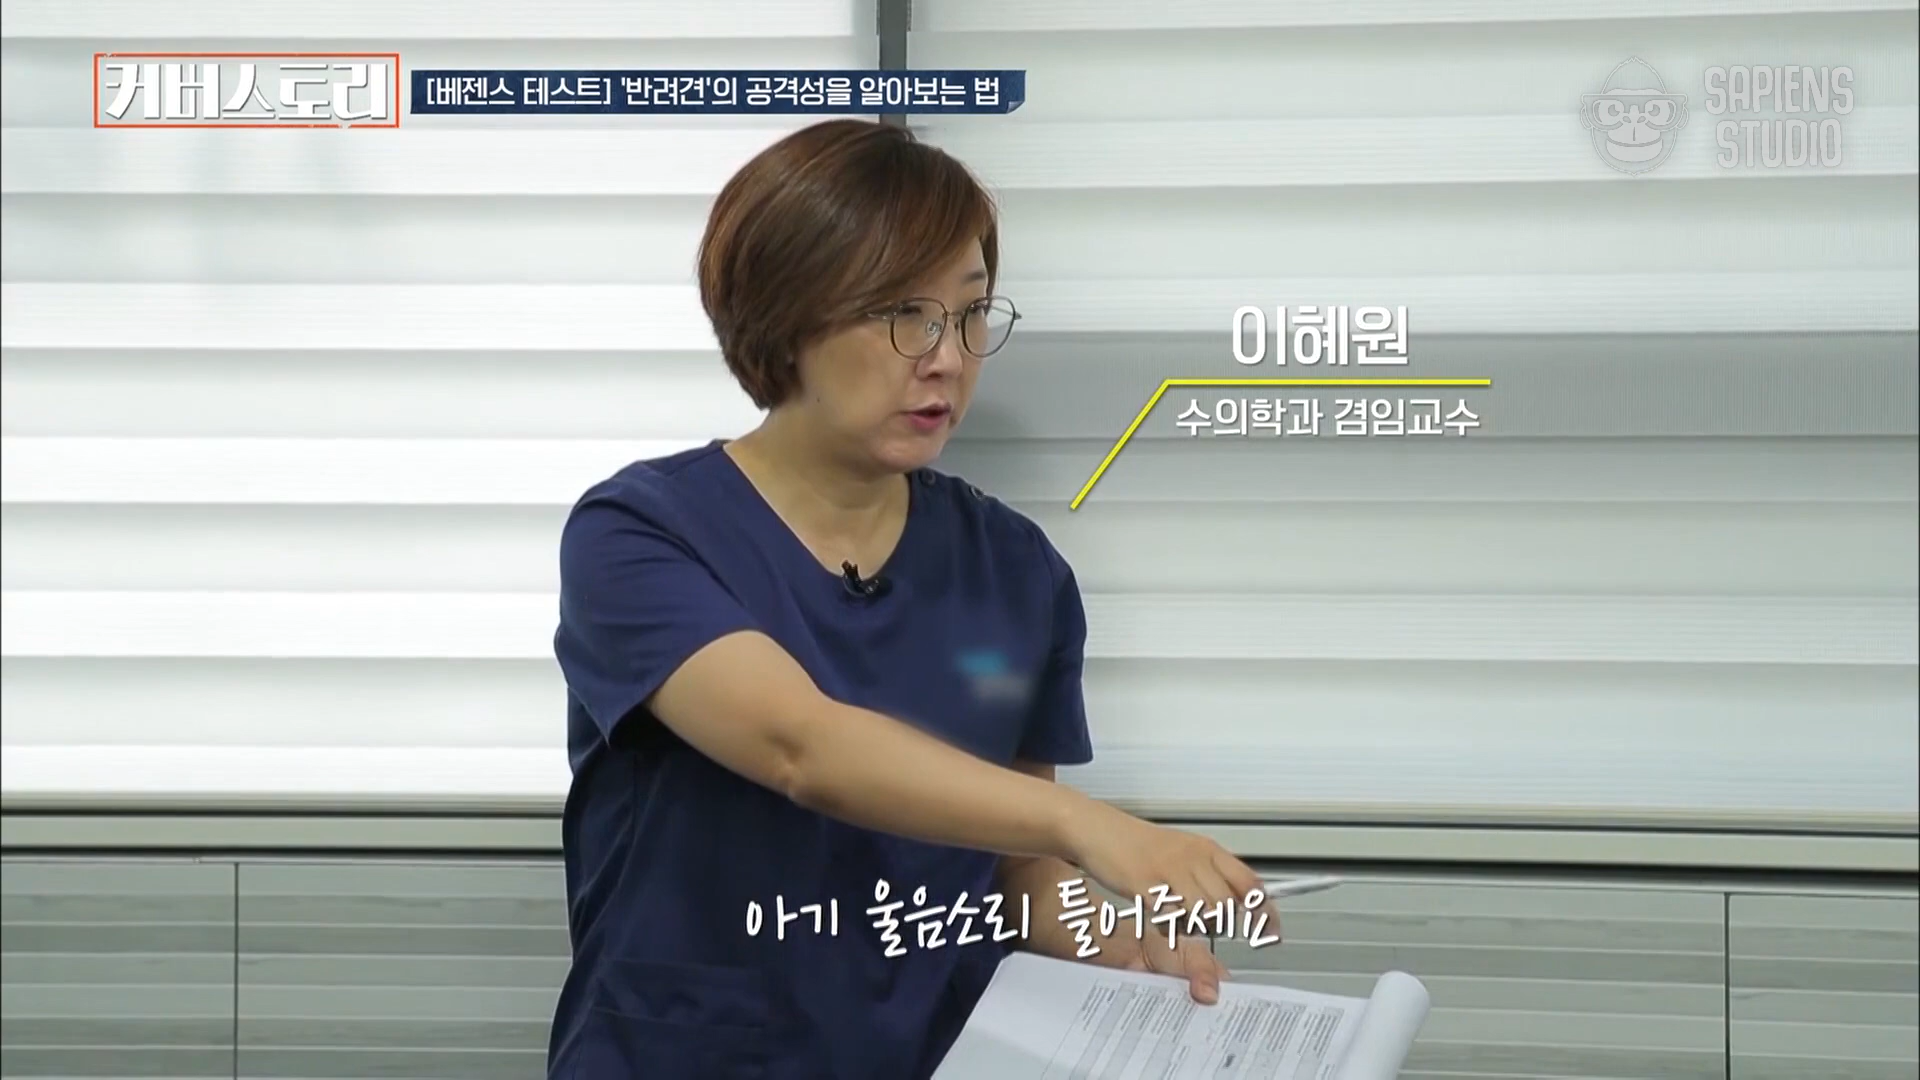 커버스토리
[베젠스 테스트] '반려견'의 공격성을 알아보는 법
SAPIENS
STUDIO
이혜원
수의학과 겸임교수
아기 울음소리 틀어주세요